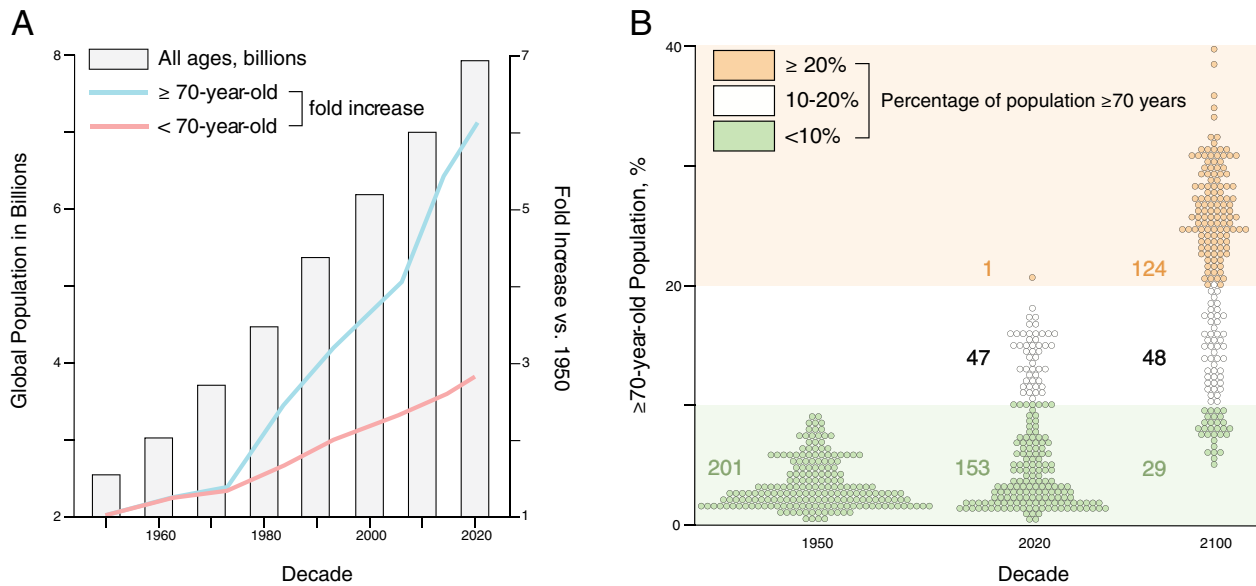 A
All ages, billions
≥ 70-year-old
< 70-year-old
fold increase
Global Population in Billions
8
6
4
2
7
5
3
1
Fold Increase vs. 1950
1960
1980
2000
2020
Decade
B
≥ 20%
10-20%
<10%
Percentage of population ≥70 years
≥70-year-old Population, %
40
20
0
1
124
47
48
201
153
29
1950
2020
2100
Decade